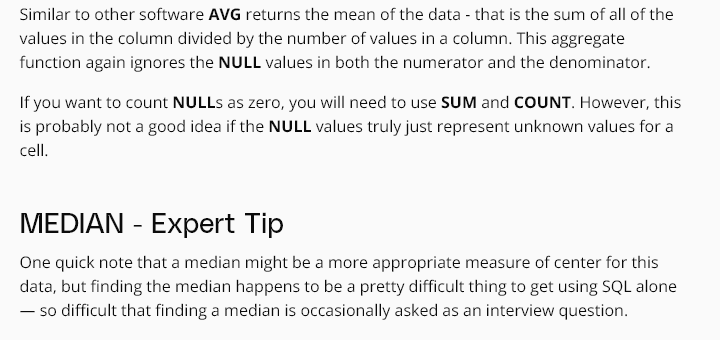 Similar to other software AVG returns the mean of the data - that is the sum of all of the
values in the column divided by the number of values in a column. This aggregate
function again ignores the NULL values in both the numerator and the denominator.
If you want to count NULLs as zero, you will need to use SUM and COUNT. However, this
is probably not a good idea if the NULL values truly just represent unknown values for a
cell.
MEDIAN - Expert Tip
One quick note that a median might be a more appropriate measure of center for this
data, but finding the median happens to be a pretty difficult thing to get using SQL alone
— so difficult that finding a median is occasionally asked as an interview question.